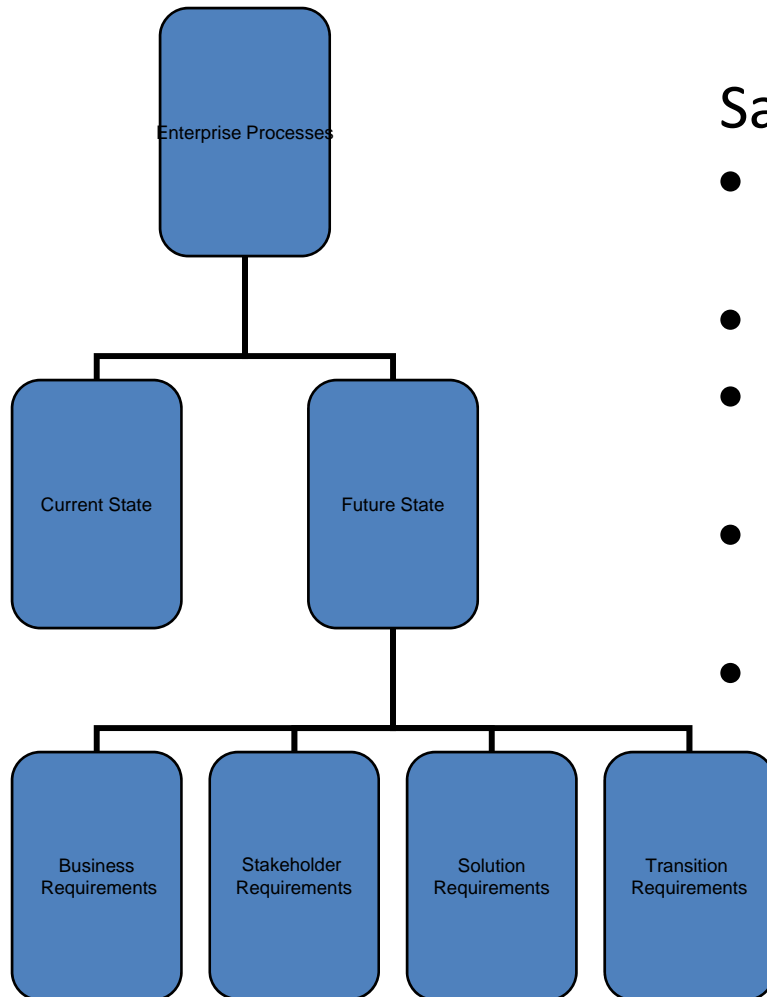 Enterprise Processes
Sa
•
•
•
•
•
Current State
Future State
Business
Requirements
Stakeholder
Requirements
Solution
Requirements
Transition
Requirements